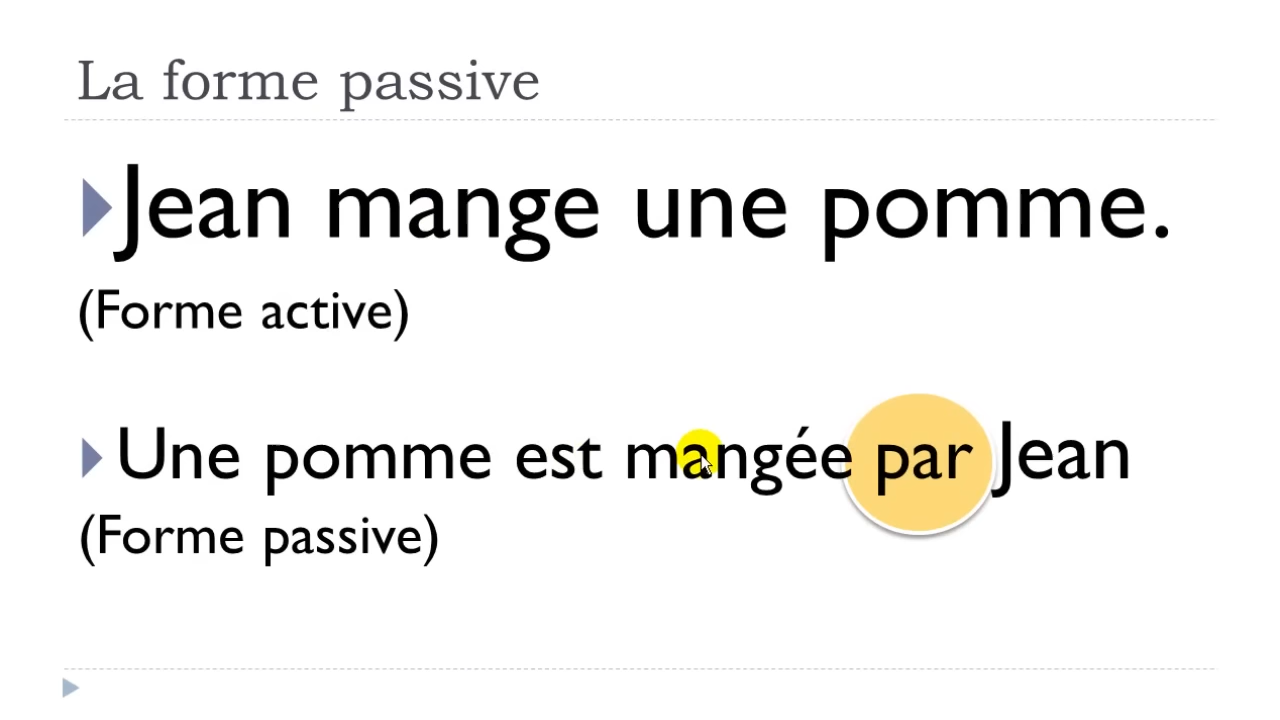 La forme passive
Jean mange une pomme.
(Forme active)
Une pomme est mangée par Jean
(Forme passive)